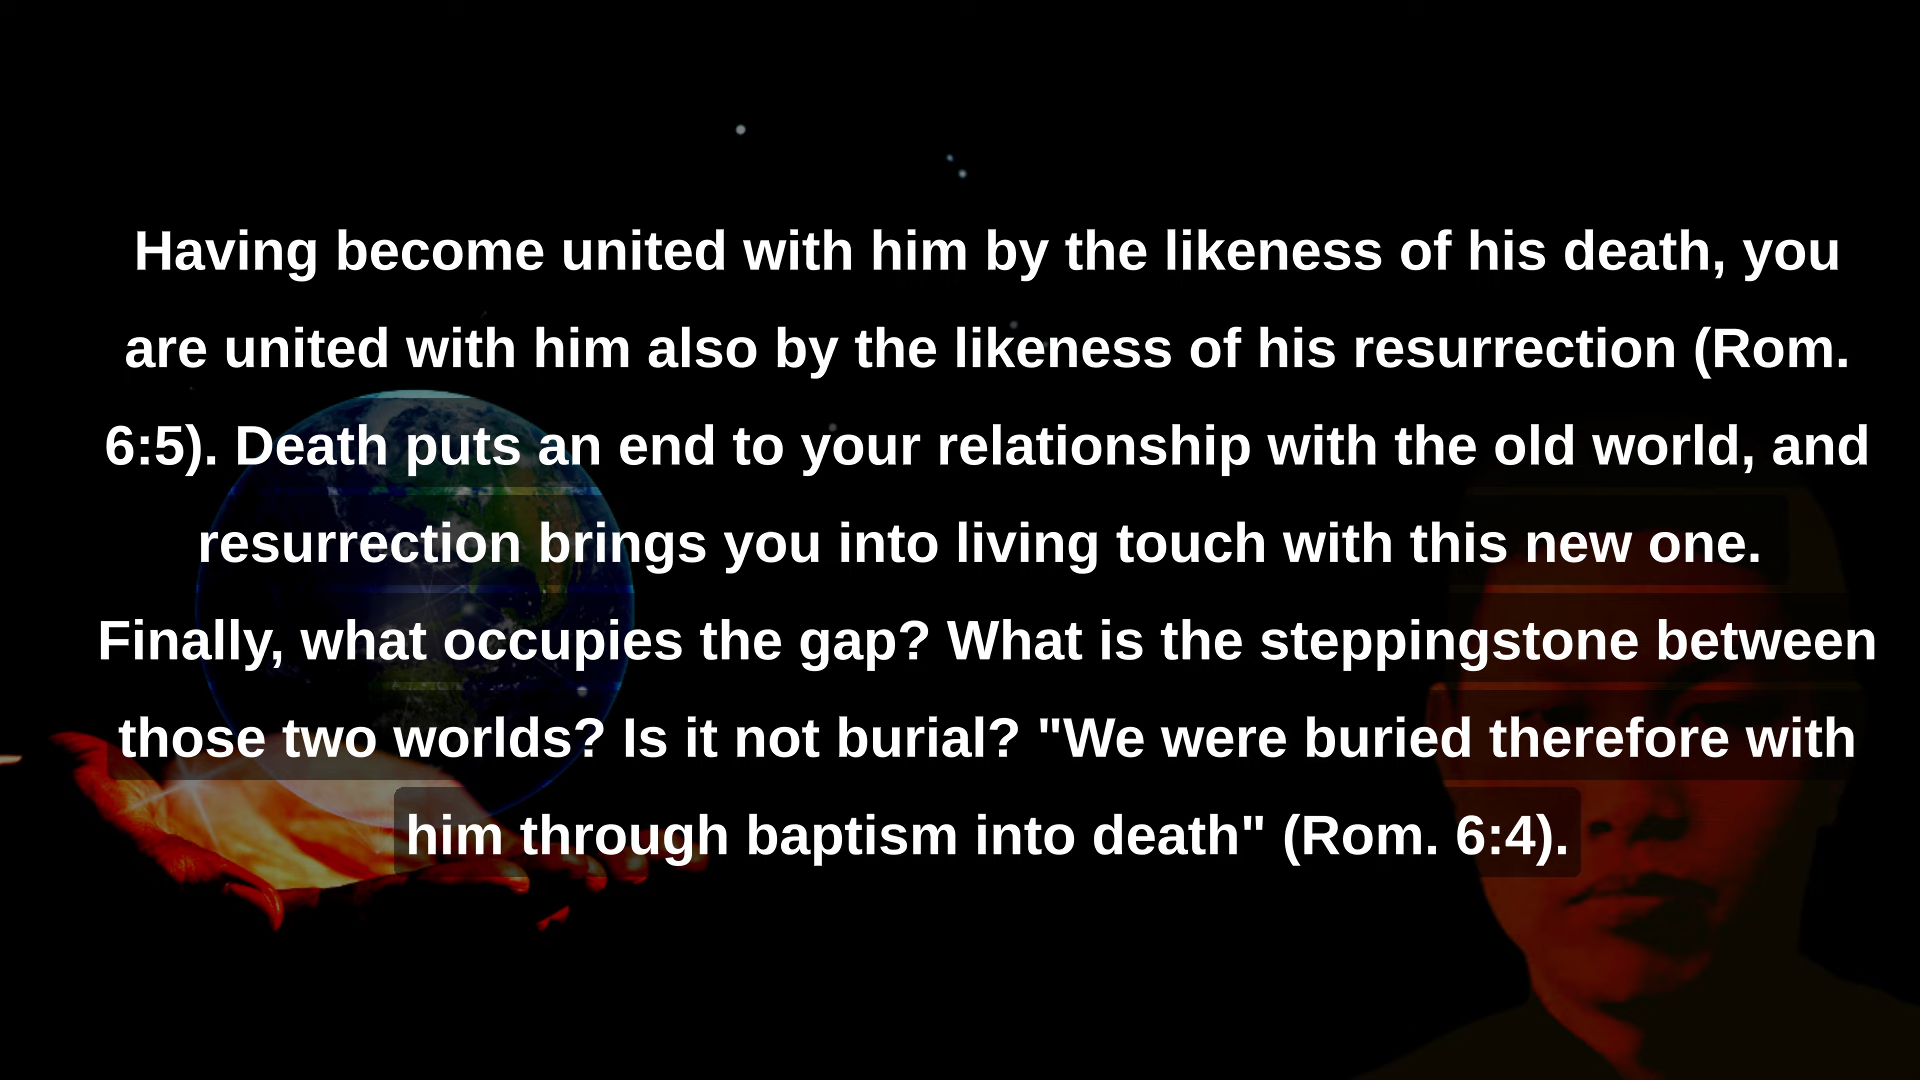 Having become united with him by the likeness of his death, you
are united with him also by the likeness of his resurrection (Rom.
6:5). Death puts an end to your relationship with the old world, and
resurrection brings you into living touch with this new one.
Finally, what occupies the gap? What is the steppingstone between
those two worlds? Is it not burial? "We were buried therefore with
him through baptism into death" (Rom. 6:4).